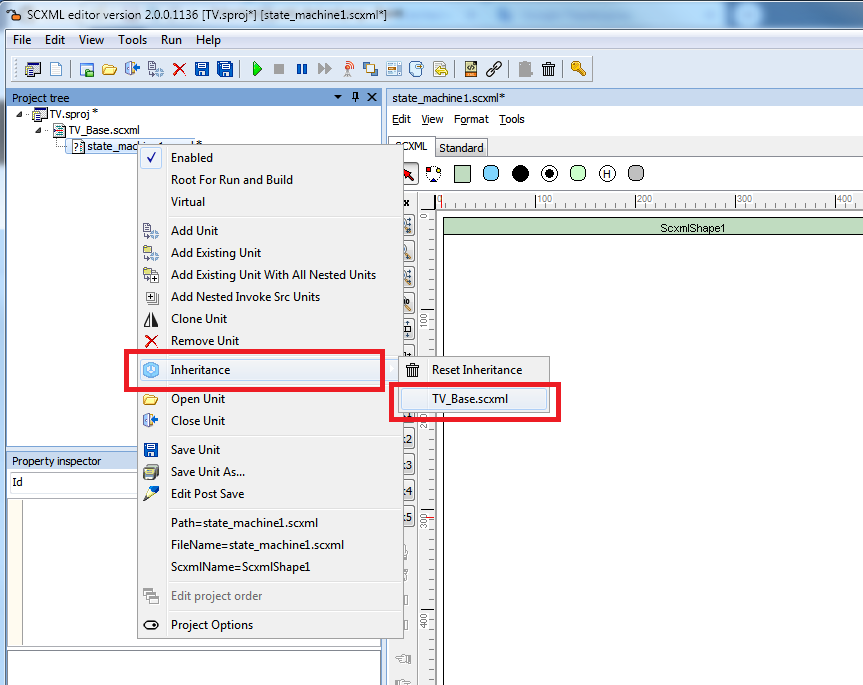 SCXML editor version 2.0.0.1136 [TV.sproj*] [state_machine1.scxml*]
File Edit View Tools Run Help
Project tree
TV.sproj *
TV_Base.scxml
Enabled
Root For Run and Build
Virtual
Add Unit
Add Existing Unit
Add Existing Unit With All Nested Units
Add Nested Invoke Src Units
Clone Unit
Remove Unit
Inheritance
Open Unit
Close Unit
Save Unit
Save Unit As...
Edit Post Save
Path=state_machine1.scxml
FileName=state_machine1.scxml
ScxmlName=ScxmlShape1
Edit project order
Project Options
Reset Inheritance
TV_Base.scxml
Property inspector
Id
state_machine1.scxml*
Edit View Format Tools
Standard
H
0 100 200 300 400
ScxmlShape1
0
100
200
300
400